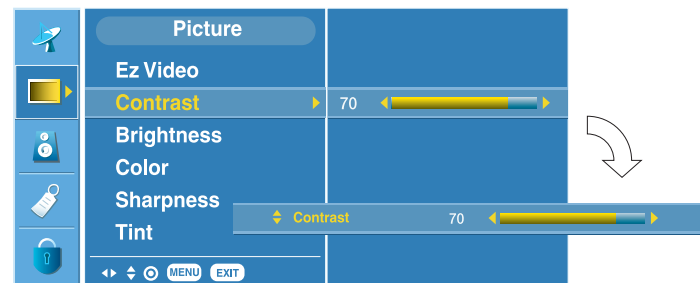 Picture
Ez Video
Contrast 70
Brightness
Color
Sharpness
Contrast 70
Tint
MENU EXIT